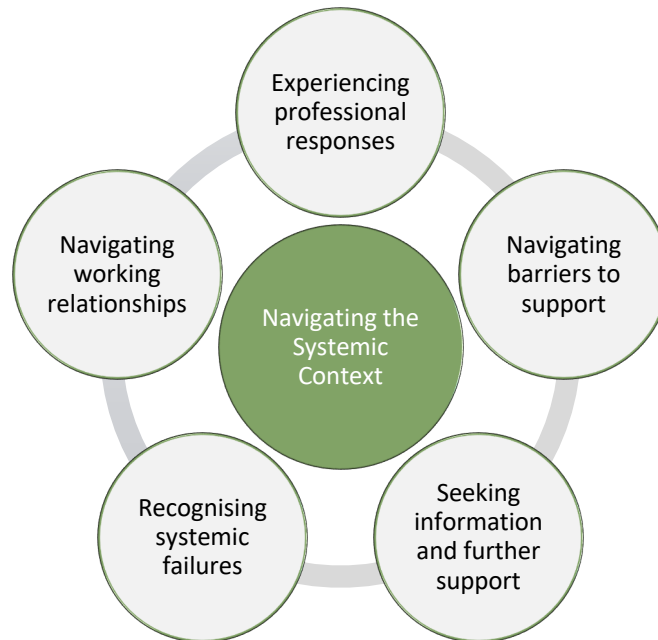 Experiencing
professional
responses
Navigating
barriers to
support
Seeking
information
and further
support
Recognising
systemic
failures
Navigating
working
relationships
Navigating the
Systemic
Context